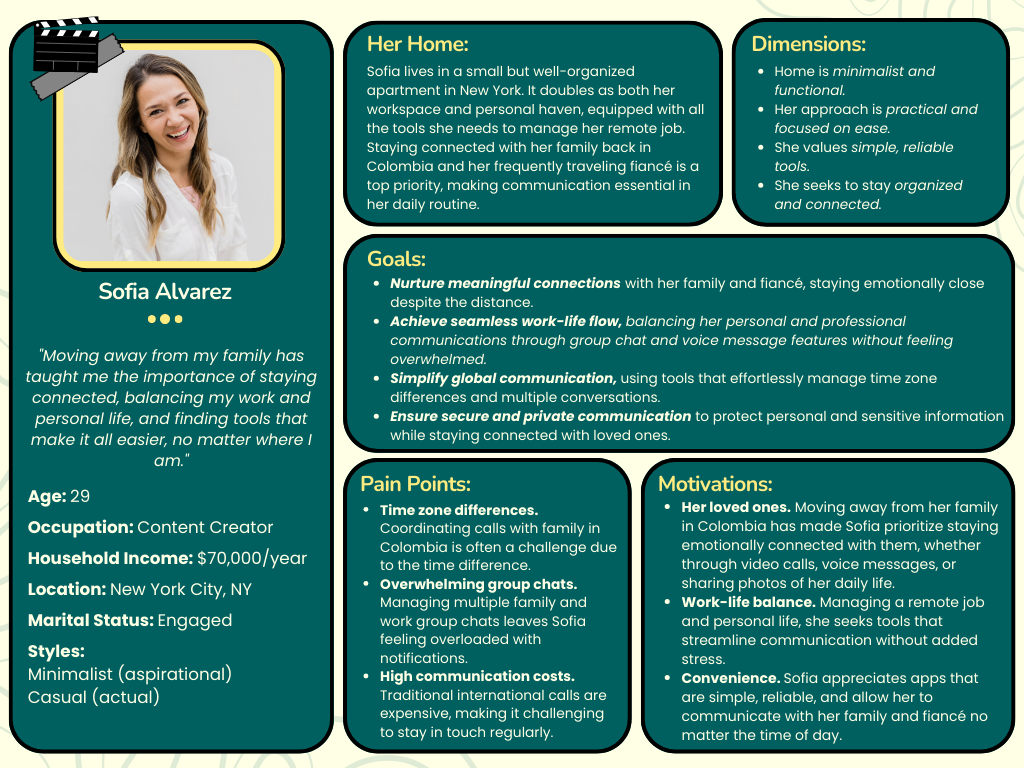 Sofia Alvarez
"Moving away from my family has
taught me the importance of staying
connected, balancing my work and
personal life, and finding tools that
make it all easier, no matter where I
am."
Age: 29
Occupation: Content Creator
Household Income: $70,000/year
Location: New York City, NY
Marital Status: Engaged
Styles:
Minimalist (aspirational)
Casual (actual)
Her Home:
Sofia lives in a small but well-organized
apartment in New York. It doubles as both her
workspace and personal haven, equipped with all
the tools she needs to manage her remote job.
Staying connected with her family back in
Colombia and her frequently traveling fiancé is a
top priority, making communication essential in
her daily routine.
Dimensions:
• Home is minimalist and
functional.
• Her approach is practical and
focused on ease.
• She values simple, reliable
tools.
• She seeks to stay organized
and connected.
Goals:
• Nurture meaningful connections with her family and fiancé, staying emotionally close
despite the distance.
• Achieve seamless work-life flow, balancing her personal and professional
communications through group chat and voice message features without feeling
overwhelmed.
• Simplify global communication, using tools that effortlessly manage time zone
differences and multiple conversations.
• Ensure secure and private communication to protect personal and sensitive information
while staying connected with loved ones.
Pain Points:
• Time zone differences.
Coordinating calls with family in
Colombia is often a challenge due
to the time difference.
• Overwhelming group chats.
Managing multiple family and
work group chats leaves Sofia
feeling overloaded with
notifications.
• High communication costs.
Traditional international calls are
expensive, making it challenging
to stay in touch regularly.
Motivations:
• Her loved ones. Moving away from her family
in Colombia has made Sofia prioritize staying
emotionally connected with them, whether
through video calls, voice messages, or
sharing photos of her daily life.
• Work-life balance. Managing a remote job
and personal life, she seeks tools that
streamline communication without added
stress.
• Convenience. Sofia appreciates apps that
are simple, reliable, and allow her to
communicate with her family and fiancé no
matter the time of day.